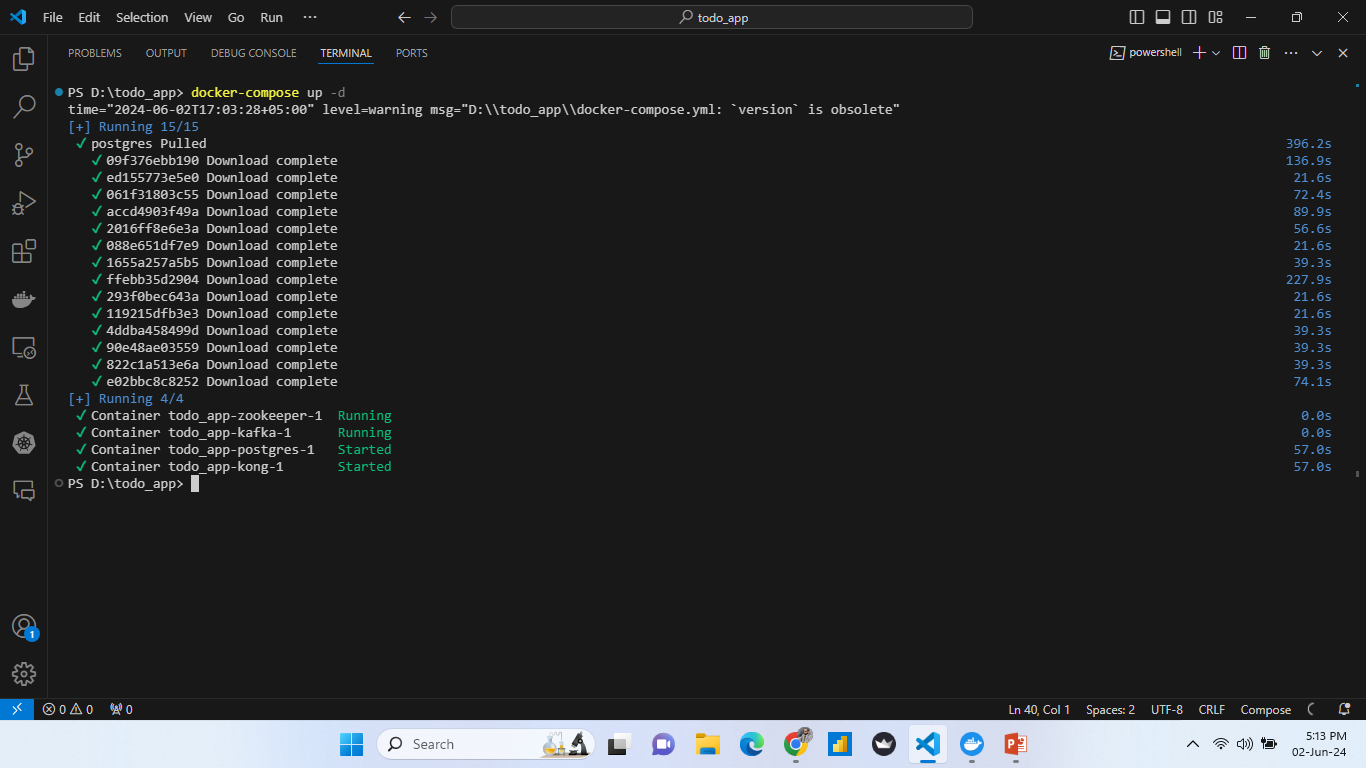 File Edit Selection View Go Run ···
todo_app
PROBLEMS OUTPUT DEBUG CONSOLE TERMINAL PORTS
powershell
PS D:\todo_app> docker-compose up -d
time="2024-06-02T17:03:28+05:00" level=warning msg="D:\\todo_app\\docker-compose.yml: `version` is obsolete"
[+] Running 15/15
✔ postgres Pulled 396.2s
✔ 09f376ebb190 Download complete 136.9s
✔ ed155773e5e0 Download complete 21.6s
✔ 061f31803c55 Download complete 72.4s
✔ accd4903f49a Download complete 89.9s
✔ 2016ff8e6e3a Download complete 56.6s
✔ 088e651df7e9 Download complete 21.6s
✔ 1655a257a5b5 Download complete 39.3s
✔ ffebb35d2904 Download complete 227.9s
✔ 293f0bec643a Download complete 21.6s
✔ 119215dfb3e3 Download complete 21.6s
✔ 4ddba458499d Download complete 39.3s
✔ 90e48ae03559 Download complete 39.3s
✔ 822c1a513e6a Download complete 39.3s
✔ e02bbc8c8252 Download complete 74.1s
[+] Running 4/4
✔ Container todo_app-zookeeper-1 Running 0.0s
✔ Container todo_app-kafka-1 Running 0.0s
✔ Container todo_app-postgres-1 Started 57.0s
✔ Container todo_app-kong-1 Started 57.0s
PS D:\todo_app>
1
0 0 0 Ln 40, Col 1 Spaces: 2 UTF-8 CRLF Compose
Search
5:13 PM
02-Jun-24